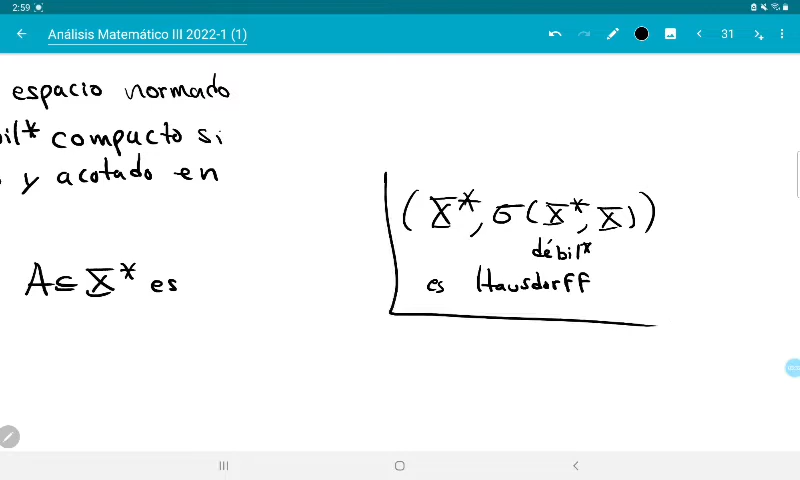 2:59
Análisis Matemático III 2022-1 (1)
31
espacio normado
il* compacto si
y acotado en
A ⊆ X* es
(X*, σ(X*, X))
débil*
es Hausdorff